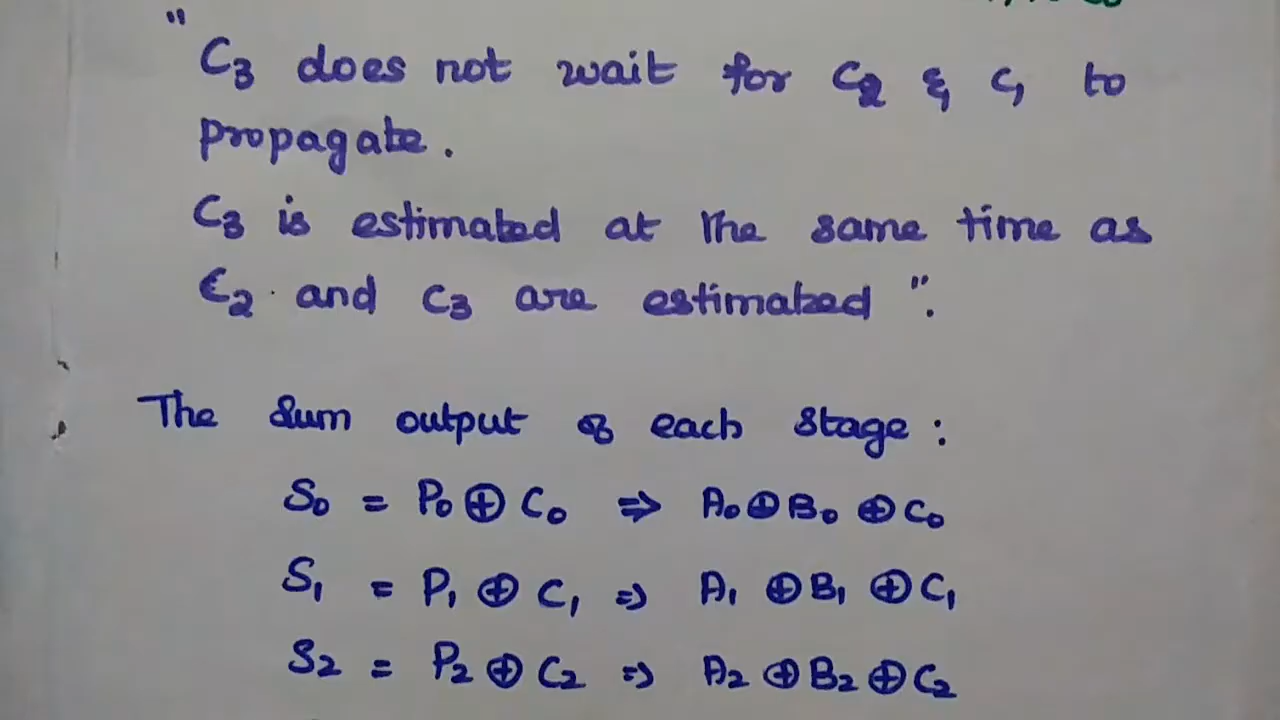 "
C₃ does not wait for C₂ & C₁ to
propagate.
C₃ is estimated at the same time as
C₂ and C₃ are estimated".
The sum output of each stage:
S₀ = P₀ ⊕ C₀ ⇒ A₀ ⊕ B₀ ⊕ C₀
S₁ = P₁ ⊕ C₁ ⇒ A₁ ⊕ B₁ ⊕ C₁
S₂ = P₂ ⊕ C₂ ⇒ A₂ ⊕ B₂ ⊕ C₂